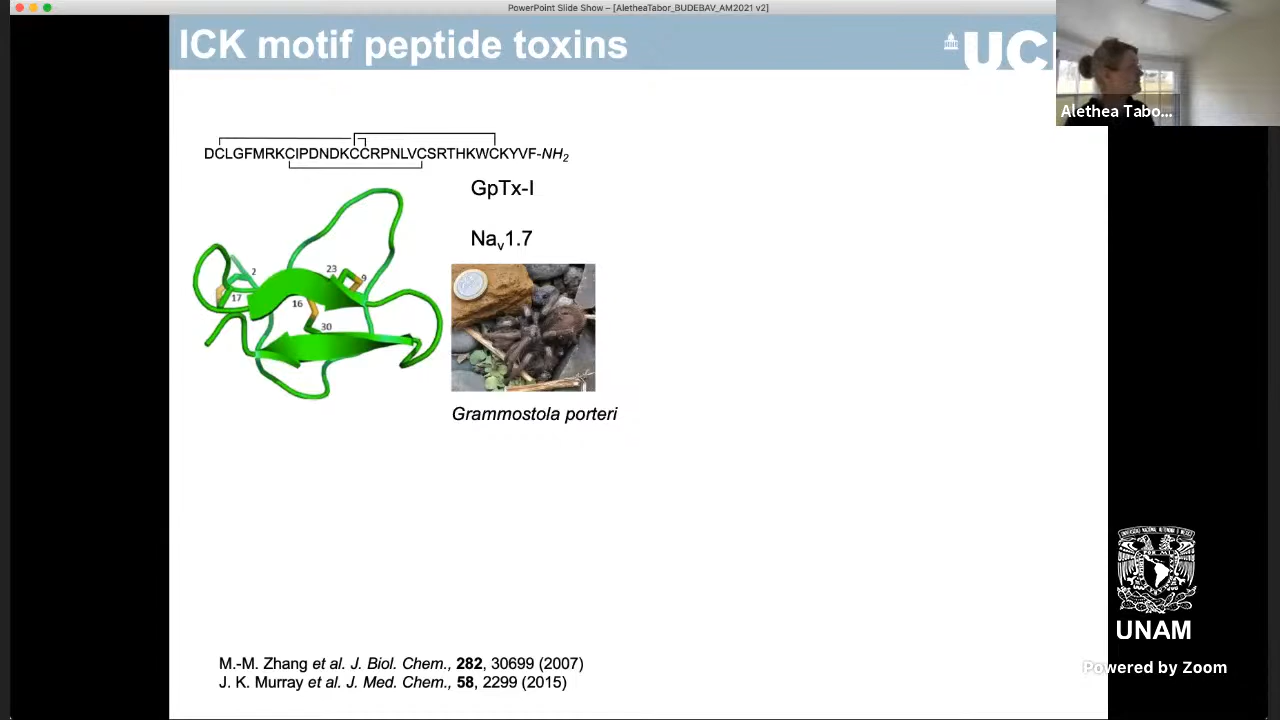 PowerPoint Slide Show – [AletheaTabor_BUDEBAV_AM2021 v2]
ICK motif peptide toxins
UC
Alethea Tabo...
DCLGFMRKCIPDNDKCCRPNLVCSRTHKWCKYVF-NH2
GpTx-I
Nav1.7
2
23
9
17
16
30
Grammostola porteri
UNAM
Powered by Zoom
M.-M. Zhang et al. J. Biol. Chem., 282, 30699 (2007)
J. K. Murray et al. J. Med. Chem., 58, 2299 (2015)